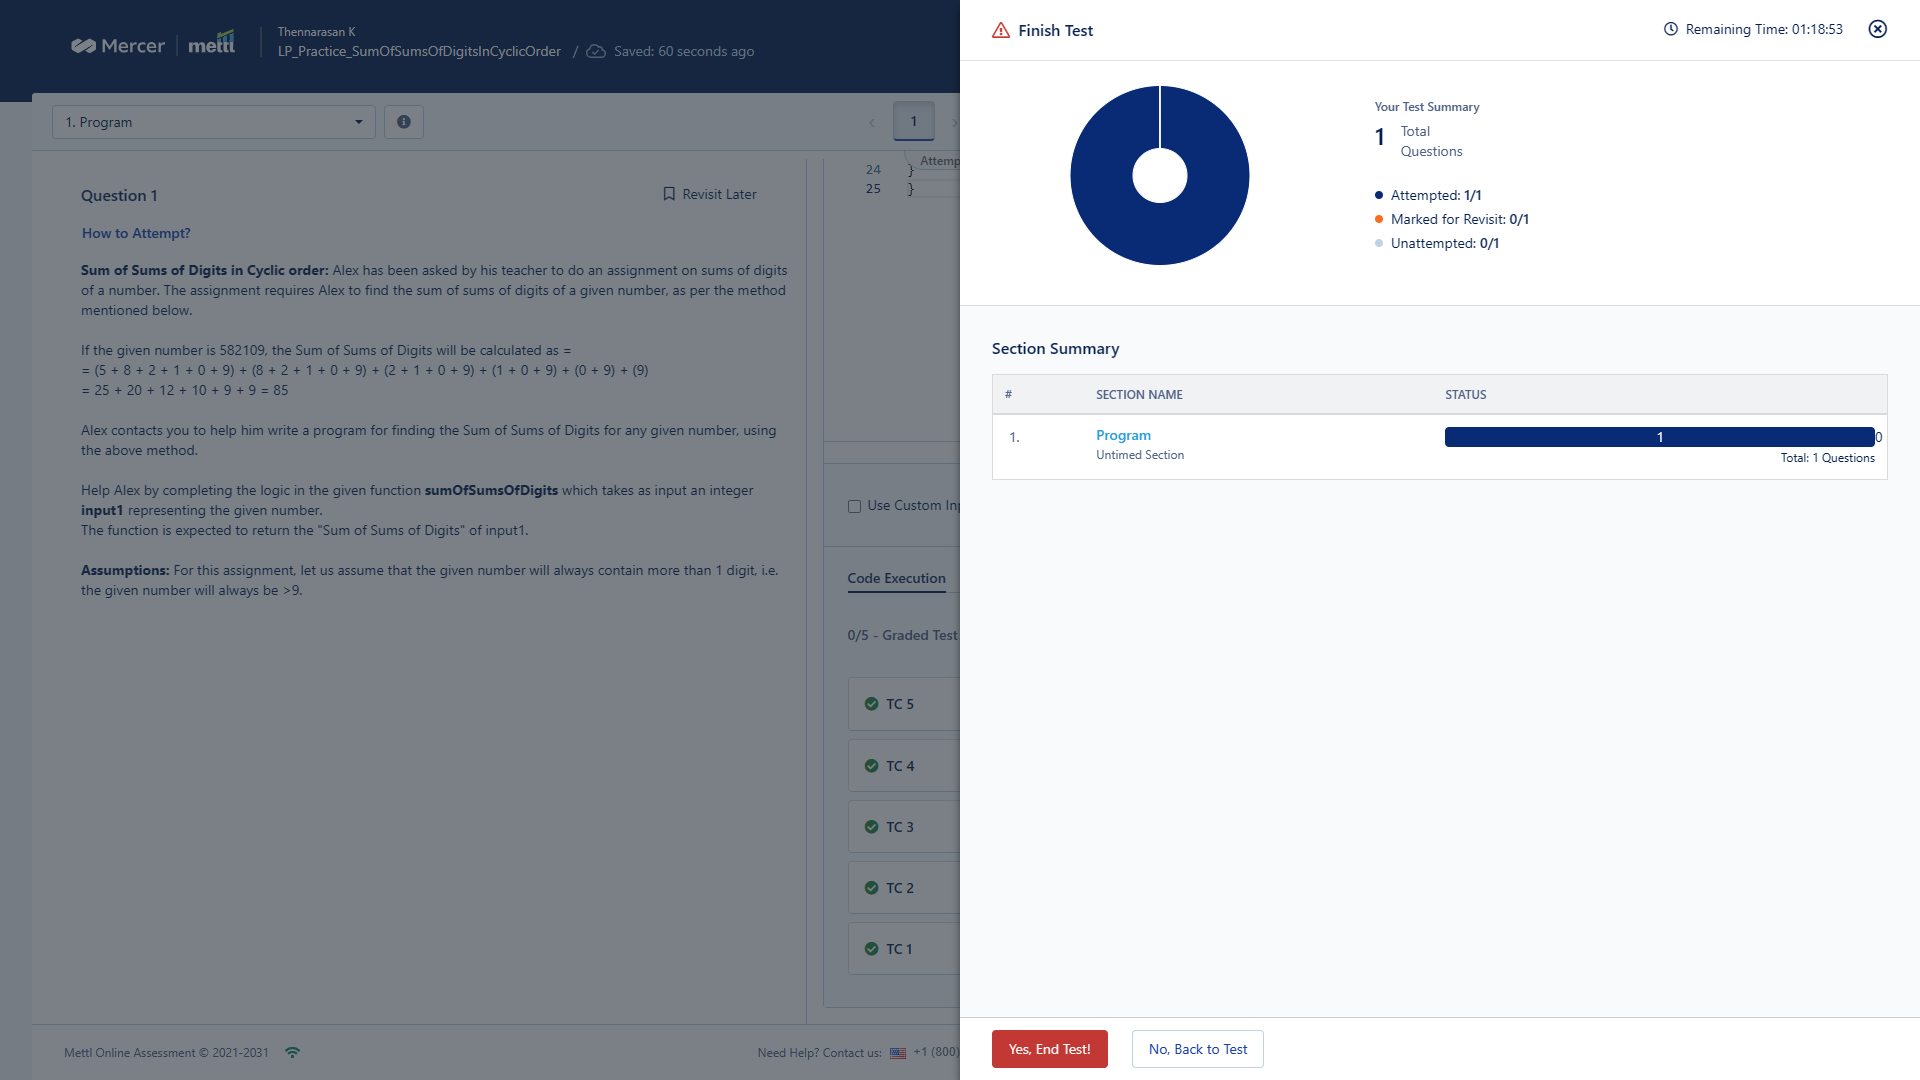 Mercer
mettl
Thennarasan K
LP_Practice_SumOfSumsOfDigitsInCyclicOrder / Saved: 60 seconds ago
1. Program
1
Attemp
24 }
25 }
Question 1
Revisit Later
How to Attempt?
Sum of Sums of Digits in Cyclic order: Alex has been asked by his teacher to do an assignment on sums of digits
of a number. The assignment requires Alex to find the sum of sums of digits of a given number, as per the method
mentioned below.
If the given number is 582109, the Sum of Sums of Digits will be calculated as =
= (5 + 8 + 2 + 1 + 0 + 9) + (8 + 2 + 1 + 0 + 9) + (2 + 1 + 0 + 9) + (1 + 0 + 9) + (0 + 9) + (9)
= 25 + 20 + 12 + 10 + 9 + 9 = 85
Alex contacts you to help him write a program for finding the Sum of Sums of Digits for any given number, using
the above method.
Help Alex by completing the logic in the given function sumOfSumsOfDigits which takes as input an integer
input1 representing the given number.
The function is expected to return the "Sum of Sums of Digits" of input1.
Assumptions: For this assignment, let us assume that the given number will always contain more than 1 digit, i.e.
the given number will always be >9.
Use Custom Inp
Code Execution
0/5 - Graded Test
TC 5
TC 4
TC 3
TC 2
TC 1
Mettl Online Assessment © 2021-2031
Need Help? Contact us: +1 (800)
Finish Test
Remaining Time: 01:18:53
Your Test Summary
1 Total
Questions
Attempted: 1/1
Marked for Revisit: 0/1
Unattempted: 0/1
Section Summary
# SECTION NAME STATUS
1. Program 1 0
Untimed Section Total: 1 Questions
Yes, End Test!
No, Back to Test